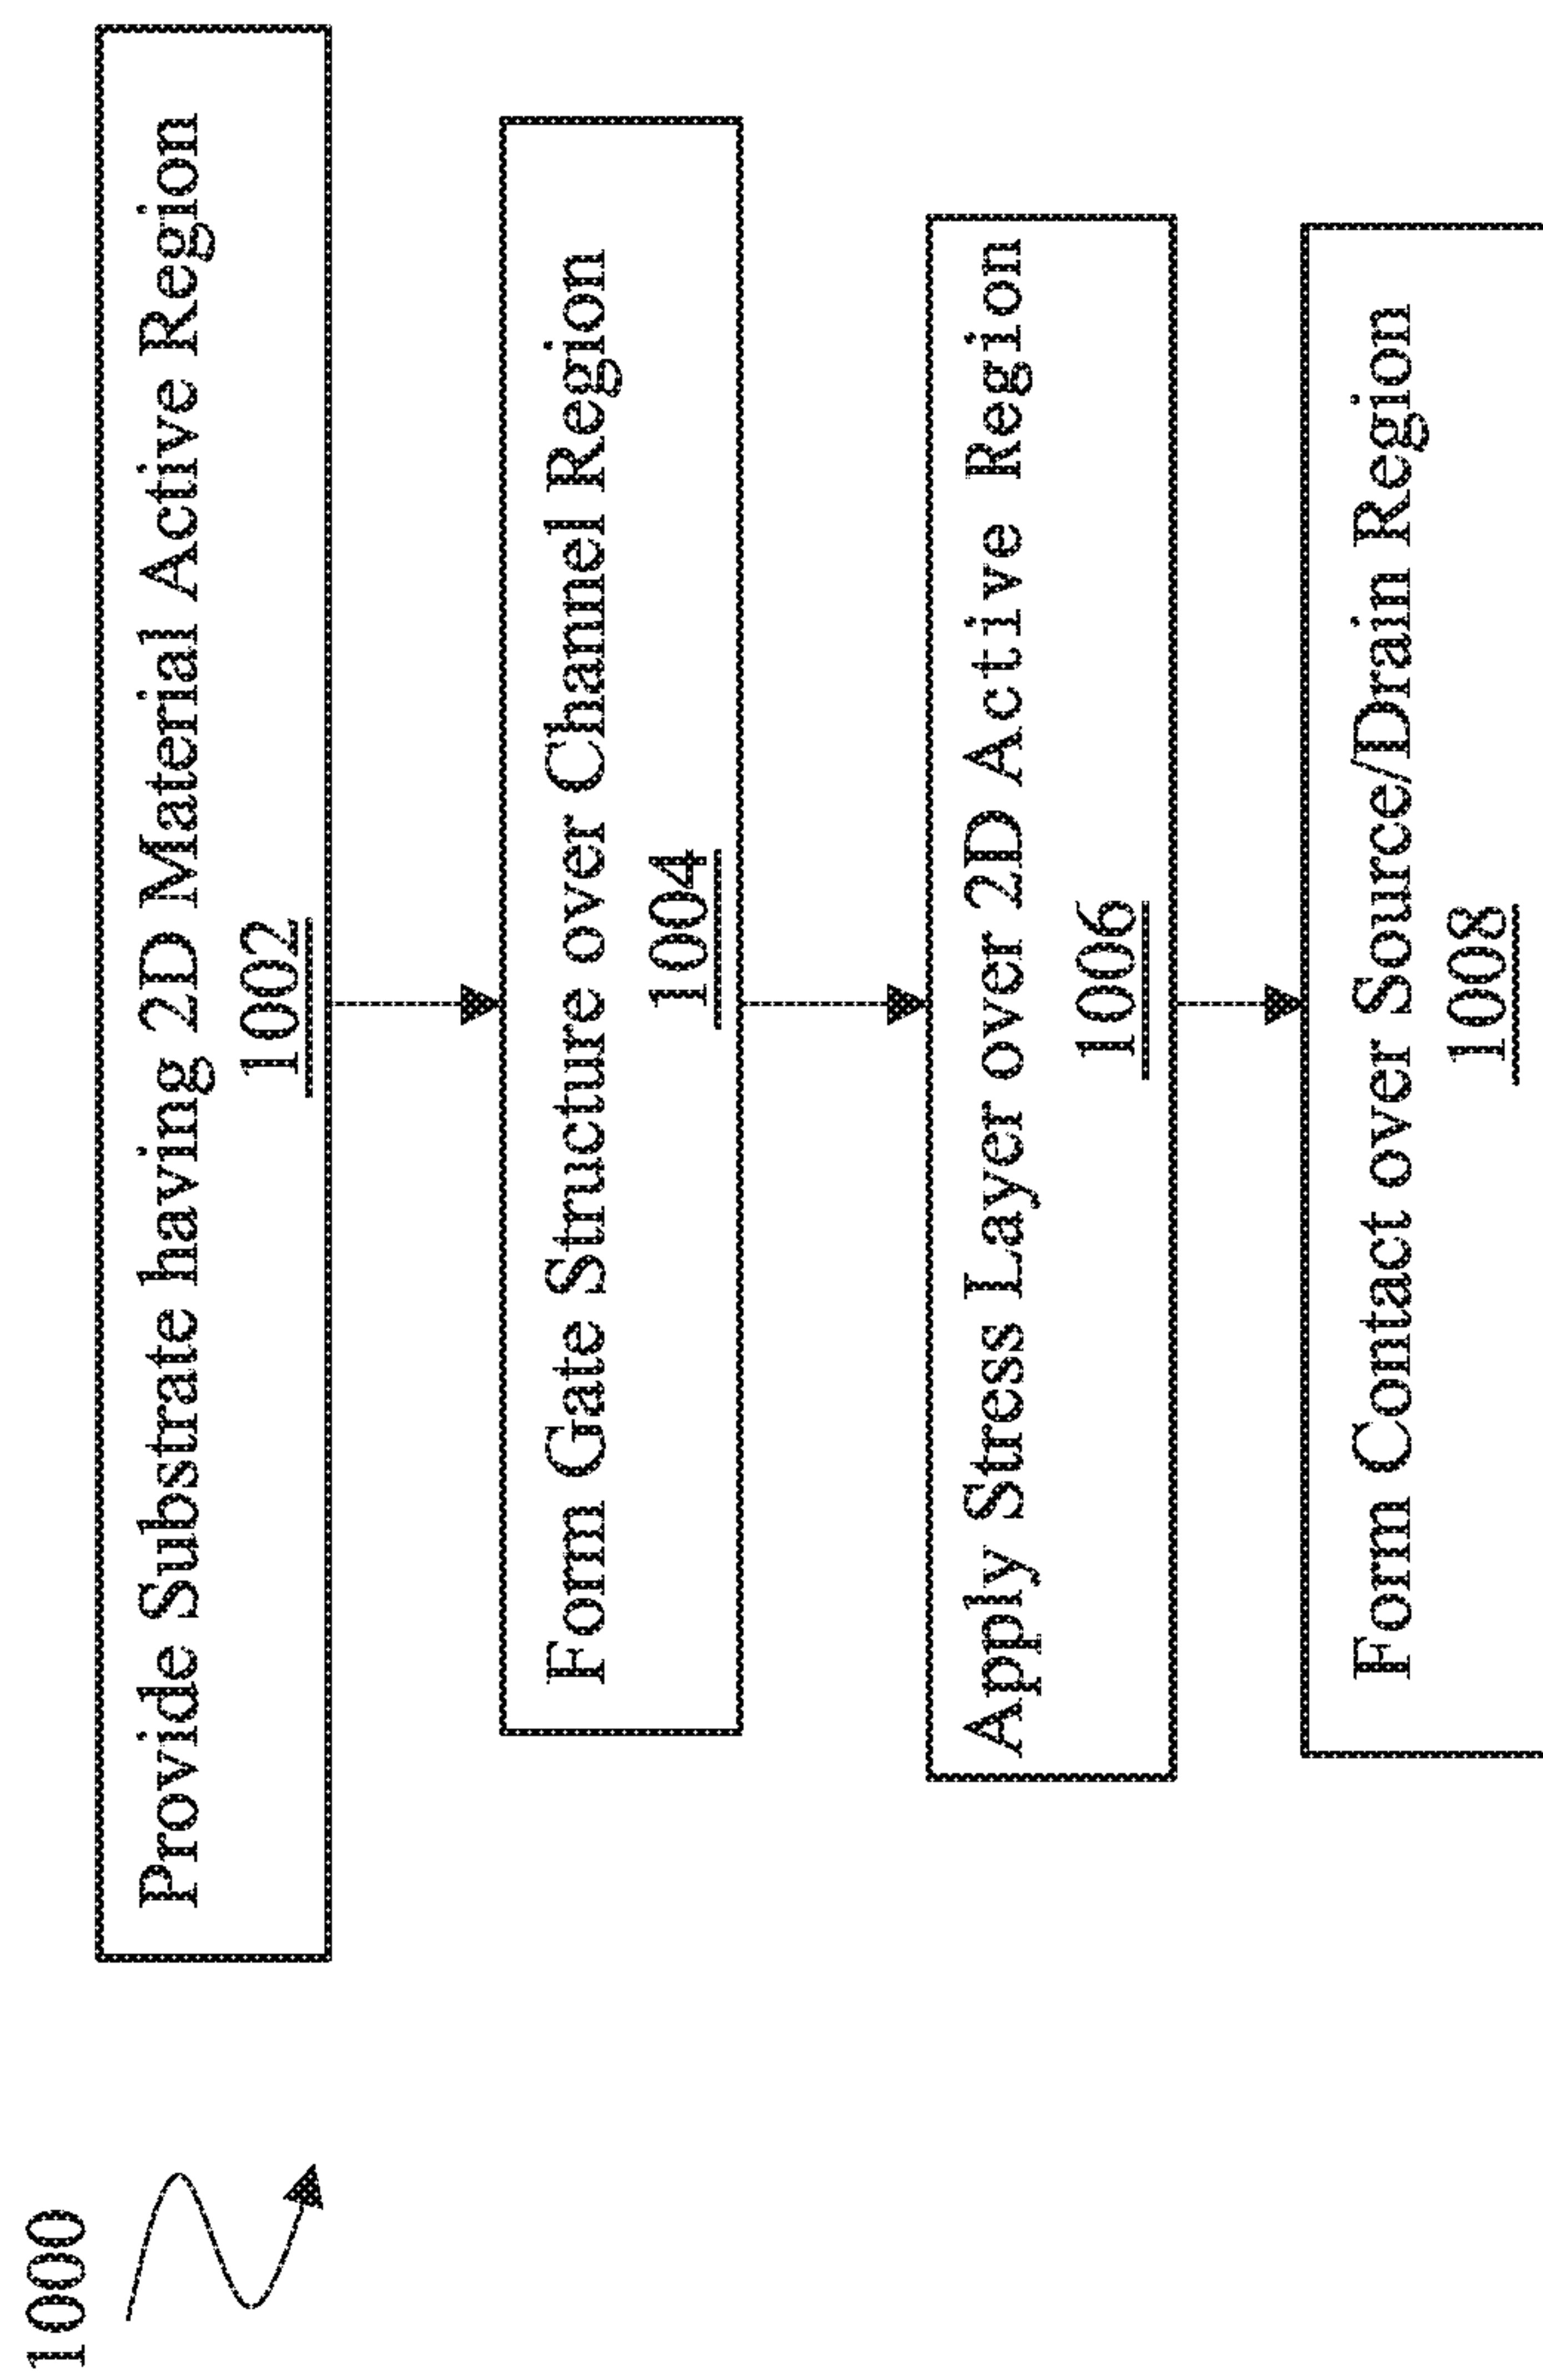 1000
Provide Substrate having 2D Material Active Region
1002
Form Gate Structure over Channel Region
1004
Apply Stress Layer over 2D Active Region
1006
Form Contact over Source/Drain Region
1008